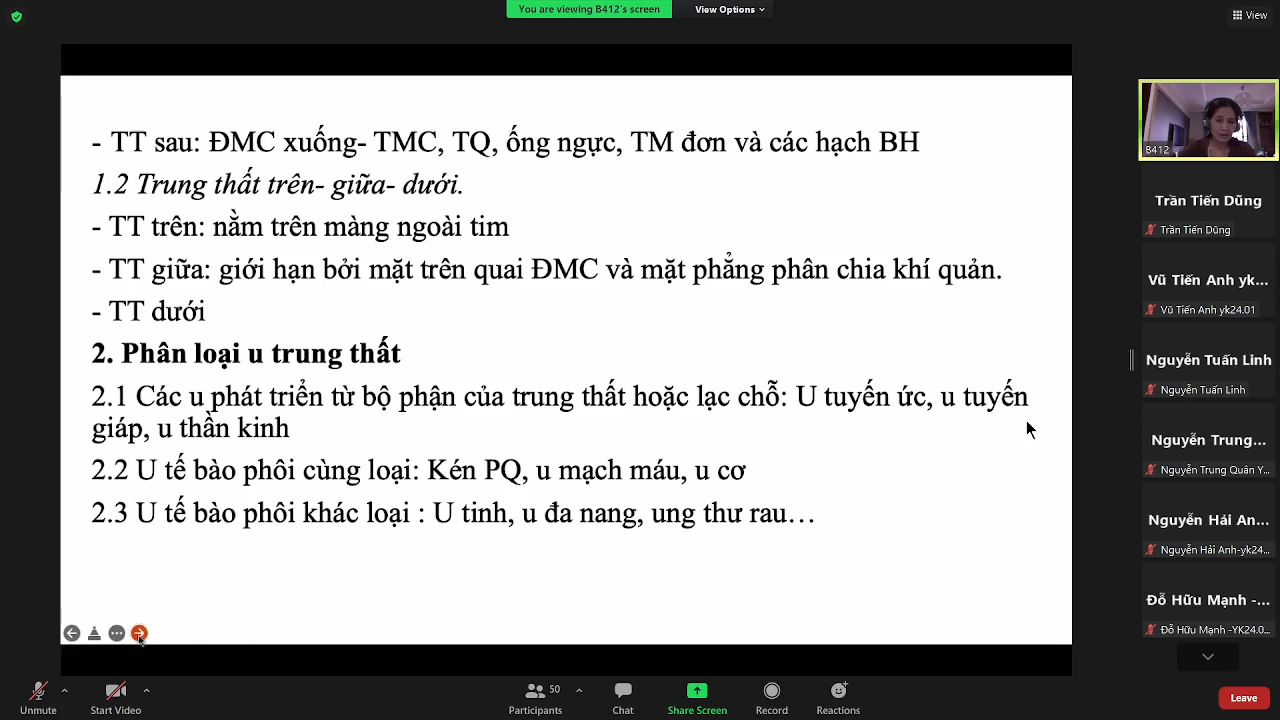 You are viewing B412's screen
View Options
View
- TT sau: ĐMC xuống- TMC, TQ, ống ngực, TM đơn và các hạch BH
1.2 Trung thất trên- giữa- dưới.
- TT trên: nằm trên màng ngoài tim
- TT giữa: giới hạn bởi mặt trên quai ĐMC và mặt phẳng phân chia khí quản.
- TT dưới
2. Phân loại u trung thất
2.1 Các u phát triển từ bộ phận của trung thất hoặc lạc chỗ: U tuyến ức, u tuyến
giáp, u thần kinh
2.2 U tế bào phôi cùng loại: Kén PQ, u mạch máu, u cơ
2.3 U tế bào phôi khác loại : U tinh, u đa nang, ung thư rau…
B412
Trần Tiến Dũng
Trần Tiến Dũng
Vũ Tiến Anh yk...
Vũ Tiến Anh yk24.01
Nguyễn Tuấn Linh
Nguyễn Tuấn Linh
Nguyễn Trung...
Nguyễn Trung Quân Y...
Nguyễn Hải An...
Nguyễn Hải Anh-yk24...
Đỗ Hữu Mạnh -...
Đỗ Hữu Mạnh -YK24.0...
Unmute
Start Video
50
Participants
Chat
Share Screen
Record
Reactions
Leave